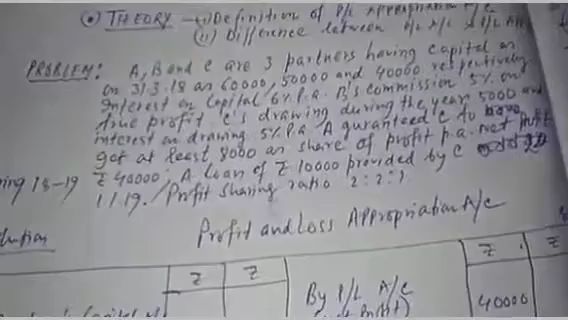 THEORY - (i) Definition of P/L Appropriation A/c
(ii) Difference between P/L A/c & P/L App
PROBLEM: A, B and C are 3 partners having capital as
on 31.3.18 as 60000, 50000 and 40000 respectively
Interest on Capital 6% P.a. B's commission 5% on
true profit. C's drawing during the year 5000 and
interest on drawing 5% P.a. A guranteed C to
get at least 8000 as share of profit p.a. net profit
ing 18-19 ₹ 40000. A Loan of ₹ 10000 provided by C
1.1.19. Profit sharing ratio 2:2:1
lution Profit and Loss Appropriation A/c
₹ ₹ ₹ ₹
By P/L A/c 40000